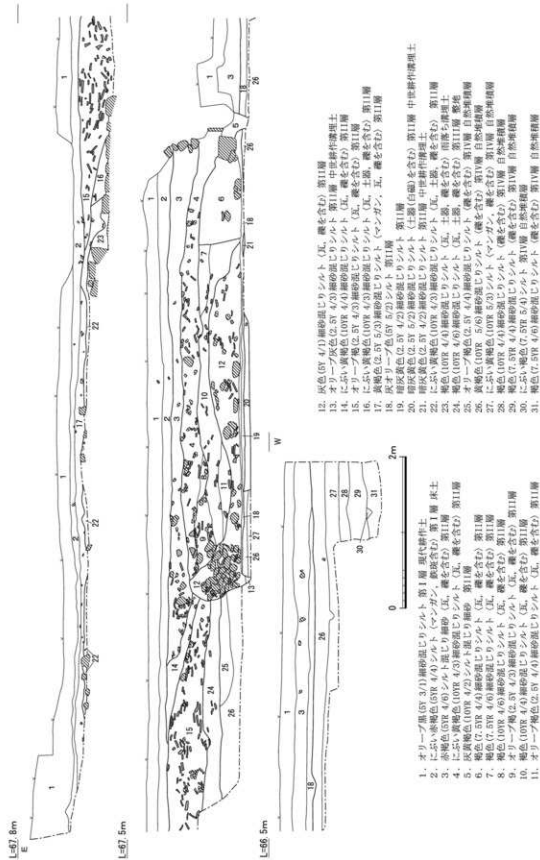 L=67.8m
E
L=67.5m
L=66.5m
W
0
2m
1. オリーブ黒(5Y 3/1)細砂混じりシルト 第Ⅰ層 現代耕作土
2. にぶい赤褐色(5YR 4/4)シルト(マンガン、鉄斑含む) 第Ⅰ層 床土
3. 赤褐色(5YR 4/6)シルト混じり細砂(瓦、礫を含む) 第Ⅱ層
4. にぶい黄褐色(10YR 4/3)細砂混じりシルト(瓦、礫を含む) 第Ⅱ層
5. 灰黄褐色(10YR 4/2)シルト混じり細砂 第Ⅱ層
6. 褐色(7.5YR 4/4)細砂混じりシルト(瓦、礫を含む) 第Ⅱ層
7. 褐色(7.5YR 4/6)細砂混じりシルト(瓦、礫を含む) 第Ⅱ層
8. 褐色(10YR 4/6)細砂混じりシルト(瓦、礫を含む) 第Ⅱ層
9. オリーブ褐(2.5Y 4/3)細砂混じりシルト(瓦、礫を含む) 第Ⅱ層
10. 褐色(10YR 4/4)細砂混じりシルト(瓦、礫を含む) 第Ⅱ層
11. オリーブ褐(2.5Y 4/4)細砂混じりシルト(瓦、礫を含む) 第Ⅱ層
12. 灰色(5Y 4/1)細砂混じりシルト(瓦、礫を含む) 第Ⅱ層
13. オリーブ灰色(2.5Y 4/3)細砂混じりシルト 第Ⅱ層 中世耕作溝埋土
14. にぶい黄褐色(10YR 4/4)細砂混じりシルト(瓦、礫を含む) 第Ⅱ層
15. オリーブ褐(2.5Y 4/3)細砂混じりシルト(瓦、礫を含む) 第Ⅱ層
16. にぶい黄褐色(10YR 4/3)細砂混じりシルト(瓦、土器、礫を含む) 第Ⅱ層
17. 黄褐色(2.5Y 5/3)細砂混じりシルト(マンガン、瓦、礫を含む) 第Ⅱ層
18. 灰オリーブ色(5Y 5/2)シルト 第Ⅱ層
19. 暗灰黄色(2.5Y 4/2)細砂混じりシルト 第Ⅱ層
20. 暗灰黄色(2.5Y 5/2)細砂混じりシルト(土器(白磁)を含む) 第Ⅱ層 中世耕作溝埋土
21. 暗灰黄色(2.5Y 4/2)細砂混じりシルト 第Ⅱ層 中世耕作溝埋土
22. にぶい黄褐色(10YR 4/3)細砂混じりシルト(瓦、土器、礫を含む) 第Ⅱ層
23. 褐色(10YR 4/4)細砂混じりシルト(瓦、土器、礫を含む) 雨落ち溝埋土
24. 褐色(10YR 4/6)細砂混じりシルト(瓦、土器、礫を含む) 第Ⅲ層 整地
25. オリーブ褐色(2.5Y 4/4)細砂混じりシルト(礫を含む) 第Ⅳ層 自然堆積層
26. 黄褐色(10YR 5/6)細砂混じりシルト(礫を含む) 第Ⅳ層 自然堆積層
27. にぶい黄褐色(10YR 4/3)シルト(マンガン、礫を含む) 第Ⅳ層 自然堆積層
28. 褐色(10YR 4/4)細砂混じりシルト(礫を含む) 第Ⅳ層 自然堆積層
29. 褐色(7.5YR 4/4)細砂混じりシルト(礫を含む) 第Ⅳ層 自然堆積層
30. にぶい褐色(7.5YR 5/4)シルト 第Ⅳ層 自然堆積層
31. 褐色(7.5YR 4/6)細砂混じりシルト(礫を含む) 第Ⅳ層 自然堆積層